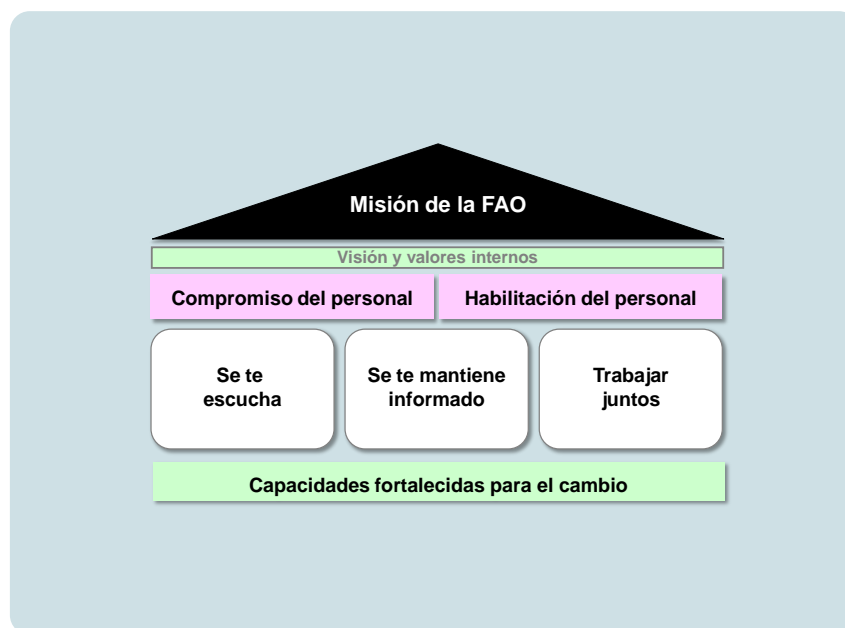 Misión de la FAO
Visión y valores internos
Compromiso del personal
Habilitación del personal
Se te
escucha
Se te mantiene
informado
Trabajar
juntos
Capacidades fortalecidas para el cambio